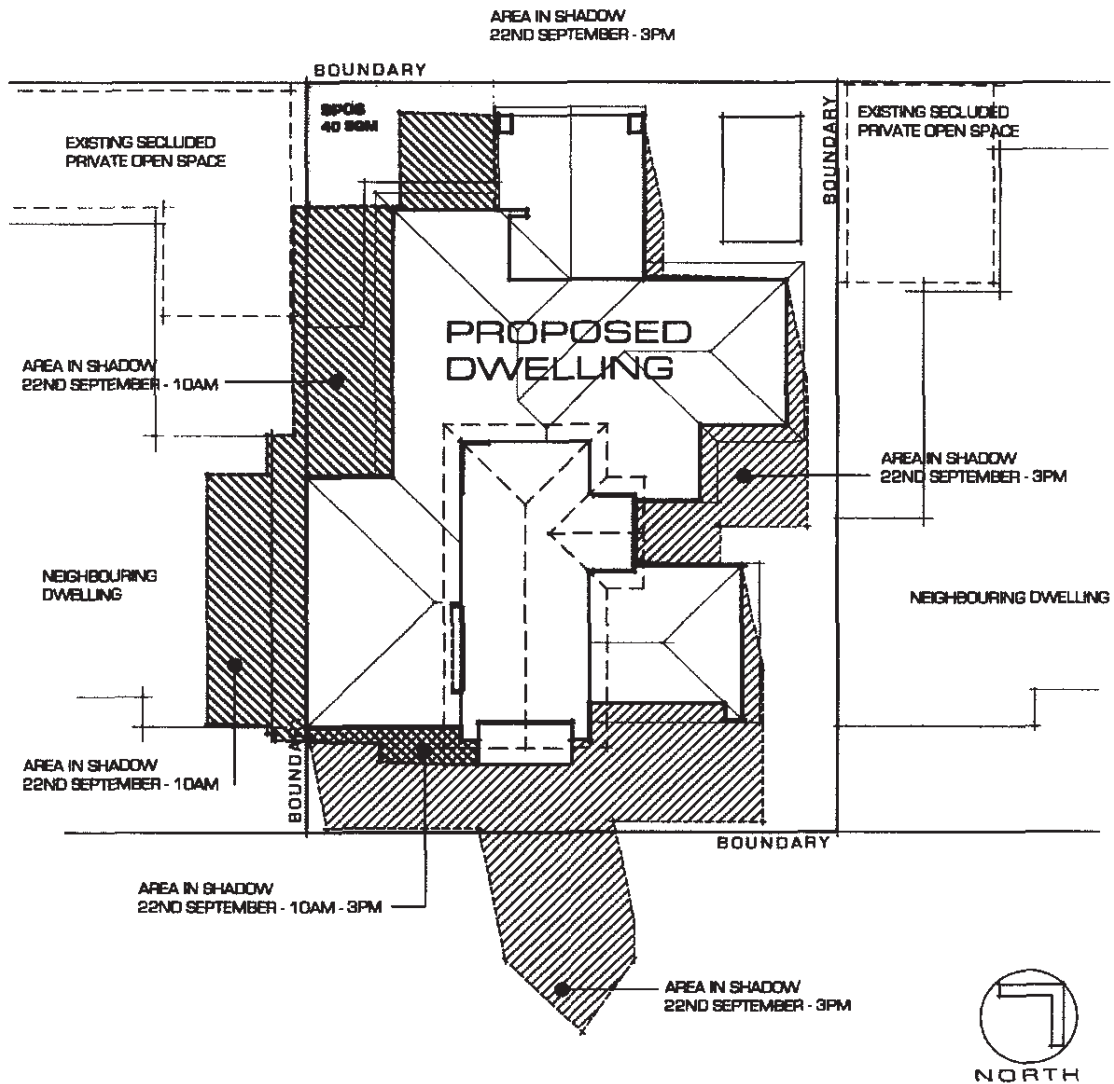 AREA IN SHADOW
22ND SEPTEMBER - 3PM
BOUNDARY
SPOS
40 SQM
EXISTING SECLUDED
PRIVATE OPEN SPACE
BOUNDARY
EXISTING SECLUDED
PRIVATE OPEN SPACE
PROPOSED
DWELLING
AREA IN SHADOW
22ND SEPTEMBER - 10AM
AREA IN SHADOW
22ND SEPTEMBER - 3PM
NEIGHBOURING
DWELLING
NEIGHBOURING DWELLING
AREA IN SHADOW
22ND SEPTEMBER - 10AM
BOUNDARY
BOUNDARY
AREA IN SHADOW
22ND SEPTEMBER - 10AM - 3PM
AREA IN SHADOW
22ND SEPTEMBER - 3PM
NORTH